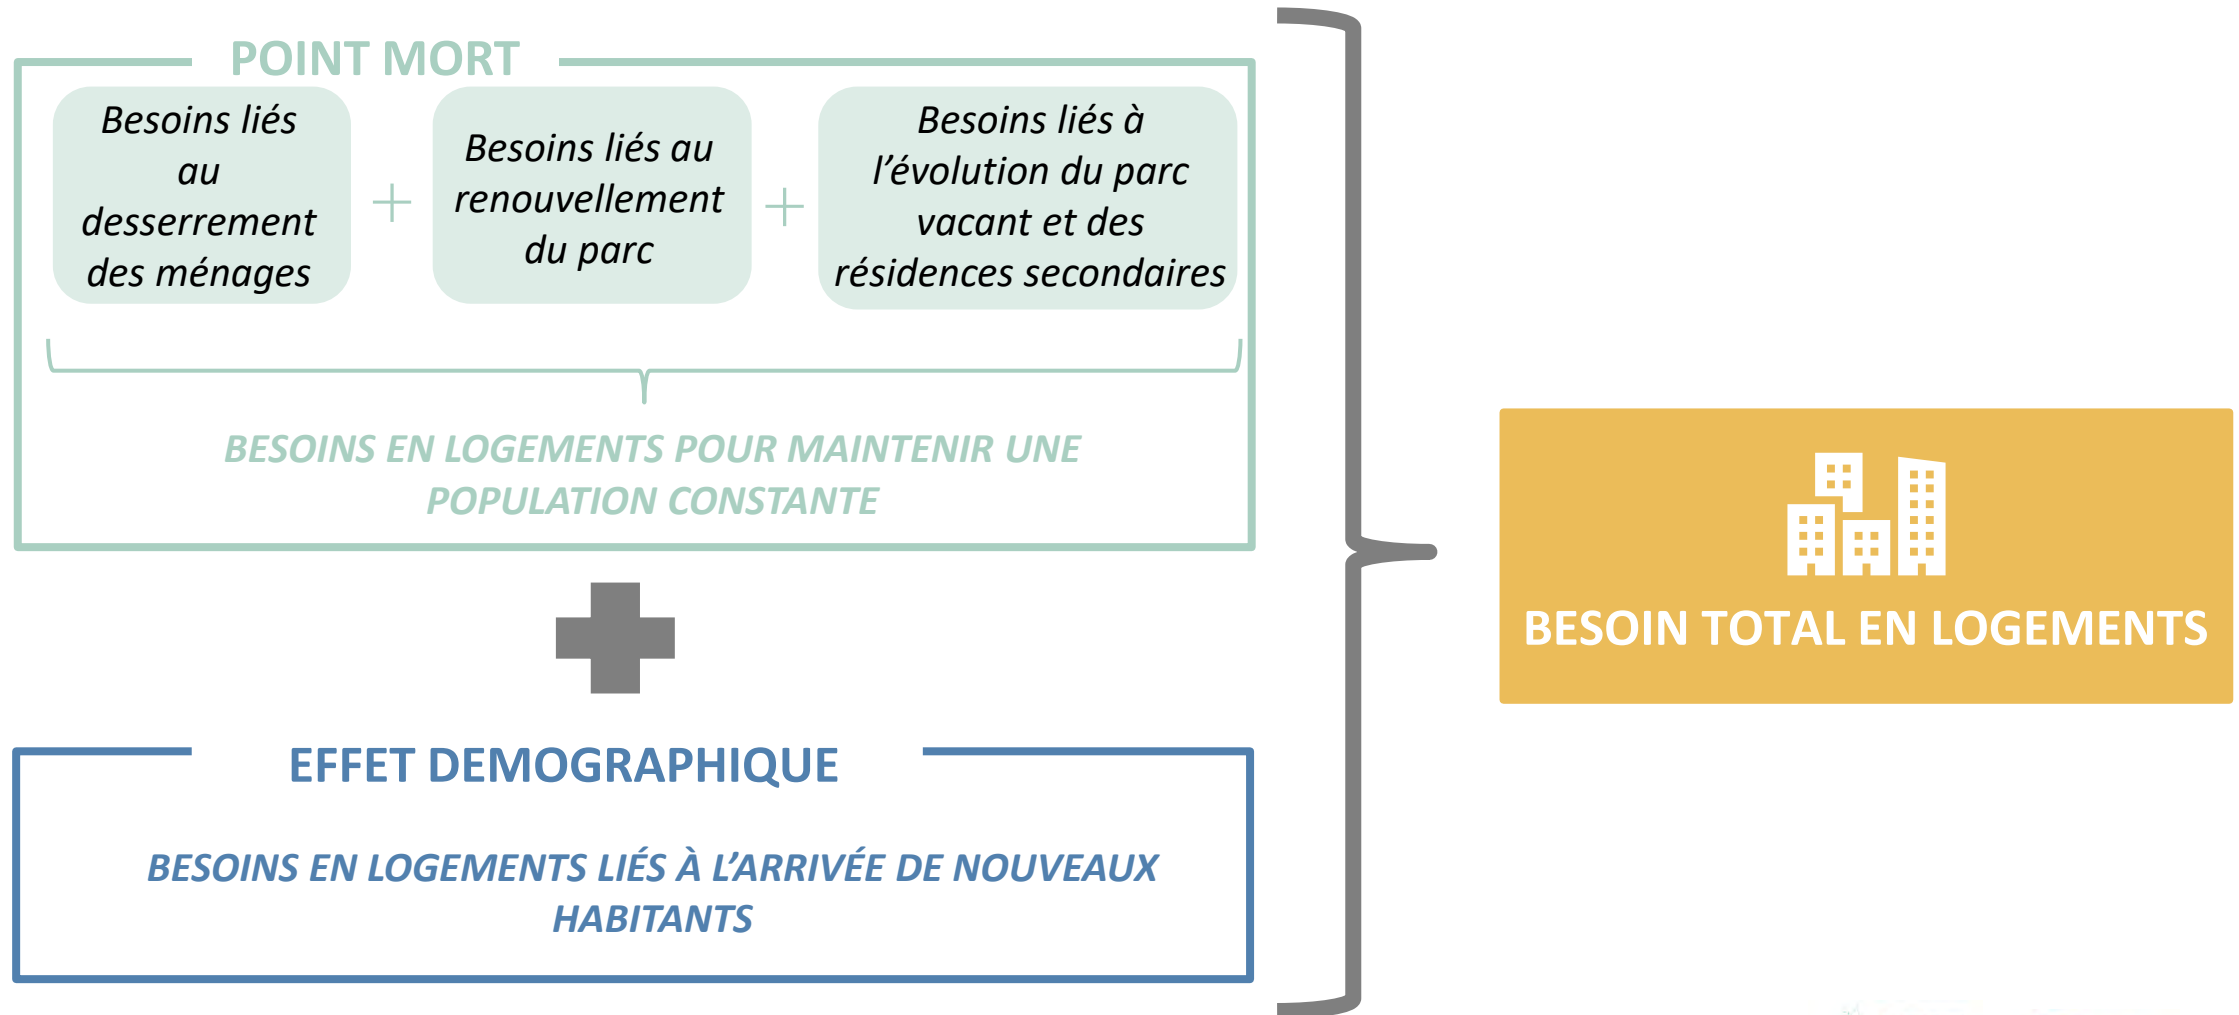 POINT MORT
Besoins liés
au
desserrement
des ménages
+
Besoins liés au
renouvellement
du parc
+
Besoins liés à
l’évolution du parc
vacant et des
résidences secondaires
BESOINS EN LOGEMENTS POUR MAINTENIR UNE
POPULATION CONSTANTE
EFFET DEMOGRAPHIQUE
BESOINS EN LOGEMENTS LIÉS À L’ARRIVÉE DE NOUVEAUX
HABITANTS
BESOIN TOTAL EN LOGEMENTS